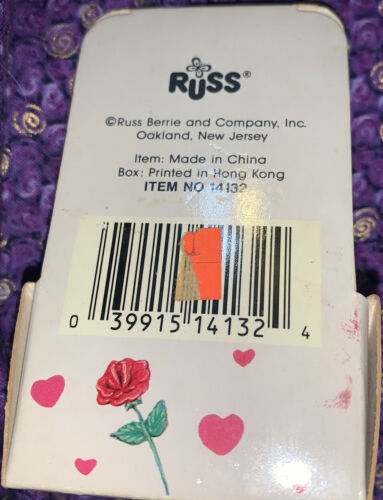 RUSS®
©Russ Berrie and Company, Inc.
Oakland, New Jersey
Item: Made in China
Box: Printed in Hong Kong
ITEM NO 14132
0 39915 14132 4